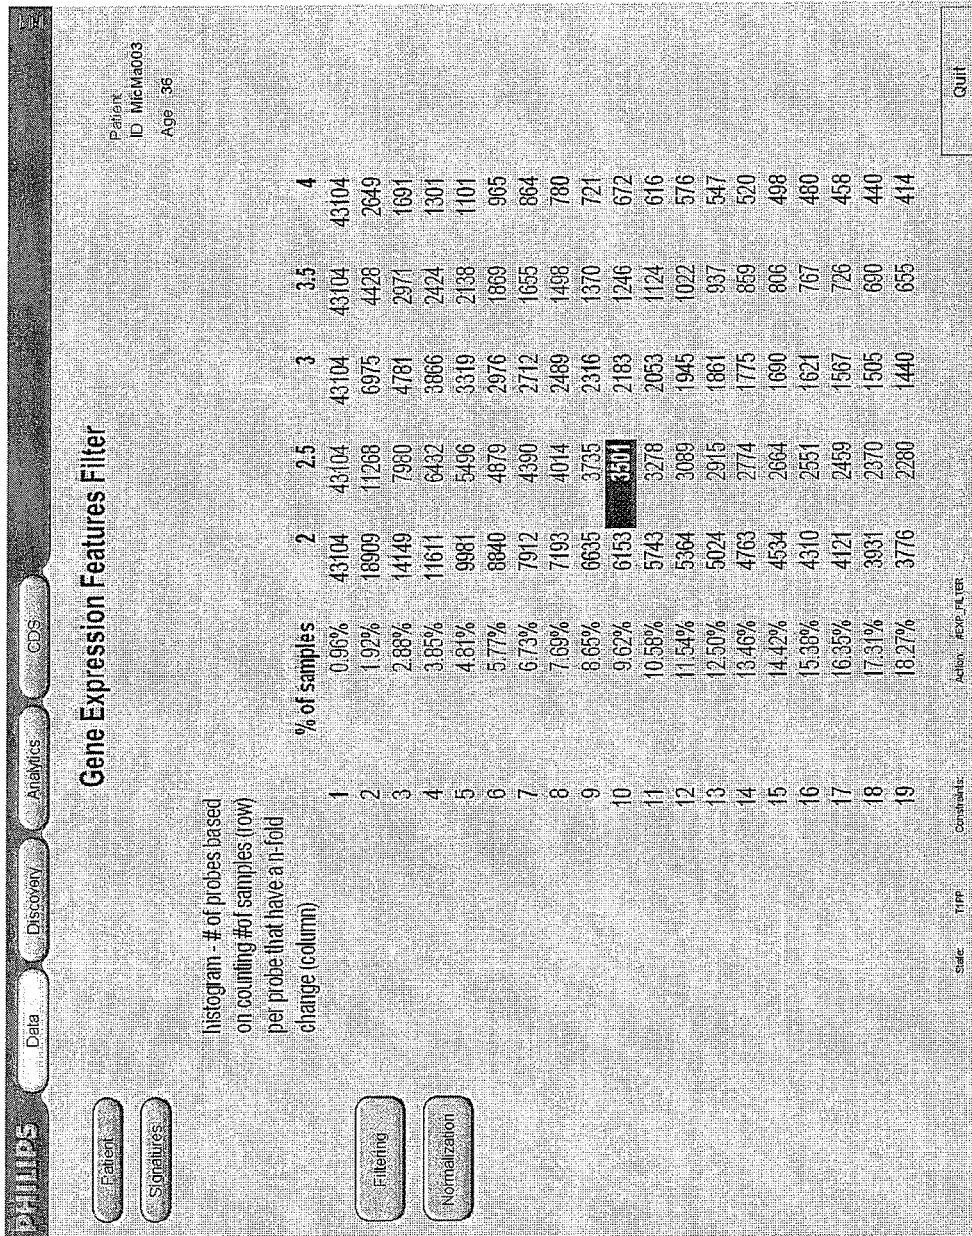 PHILIPS
Data Discovery Analytics CDS
Gene Expression Features Filter
Patient
ID MicMa003
Age 36
Patient
Signatures
histogram - # of probes based
on counting #of samples (row)
per probe that have a n-fold
change (column)
Filtering
Normalization
% of samples 2 2.5 3 3.5 4
1 0.96% 43104 43104 43104 43104 43104
2 1.92% 18909 11268 6975 4428 2649
3 2.88% 14149 7980 4781 2971 1691
4 3.85% 11611 6432 3866 2424 1301
5 4.81% 9981 5496 3319 2138 1101
6 5.77% 8840 4879 2976 1869 965
7 6.73% 7912 4390 2712 1655 864
8 7.69% 7193 4014 2489 1498 780
9 8.65% 6635 3735 2316 1370 721
10 9.62% 6153 3501 2183 1246 672
11 10.58% 5743 3278 2053 1124 616
12 11.54% 5364 3089 1945 1022 576
13 12.50% 5024 2915 1861 937 547
14 13.46% 4763 2774 1775 859 520
15 14.42% 4534 2664 1690 806 498
16 15.38% 4310 2551 1621 767 480
17 16.35% 4121 2459 1567 726 458
18 17.31% 3931 2370 1505 690 440
19 18.27% 3776 2280 1440 655 414
State: T1PP Constraints: Action: #EXP_FILTER
Quit